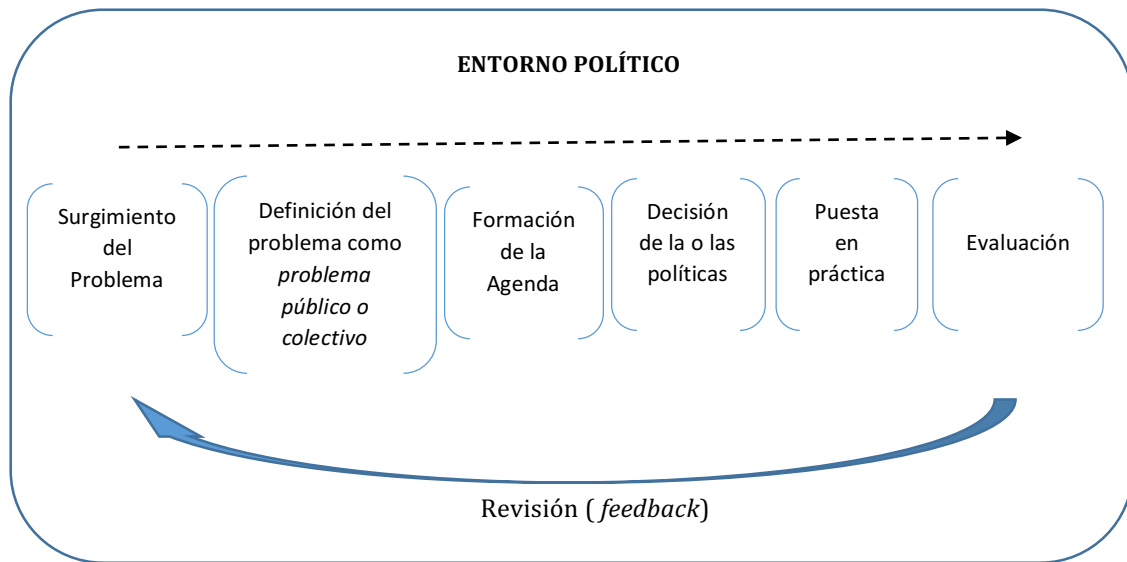 ENTORNO POLÍTICO
Surgimiento
del
Problema
Definición del
problema como
problema
público o
colectivo
Formación
de la
Agenda
Decisión
de la o las
políticas
Puesta
en
práctica
Evaluación
Revisión ( feedback)